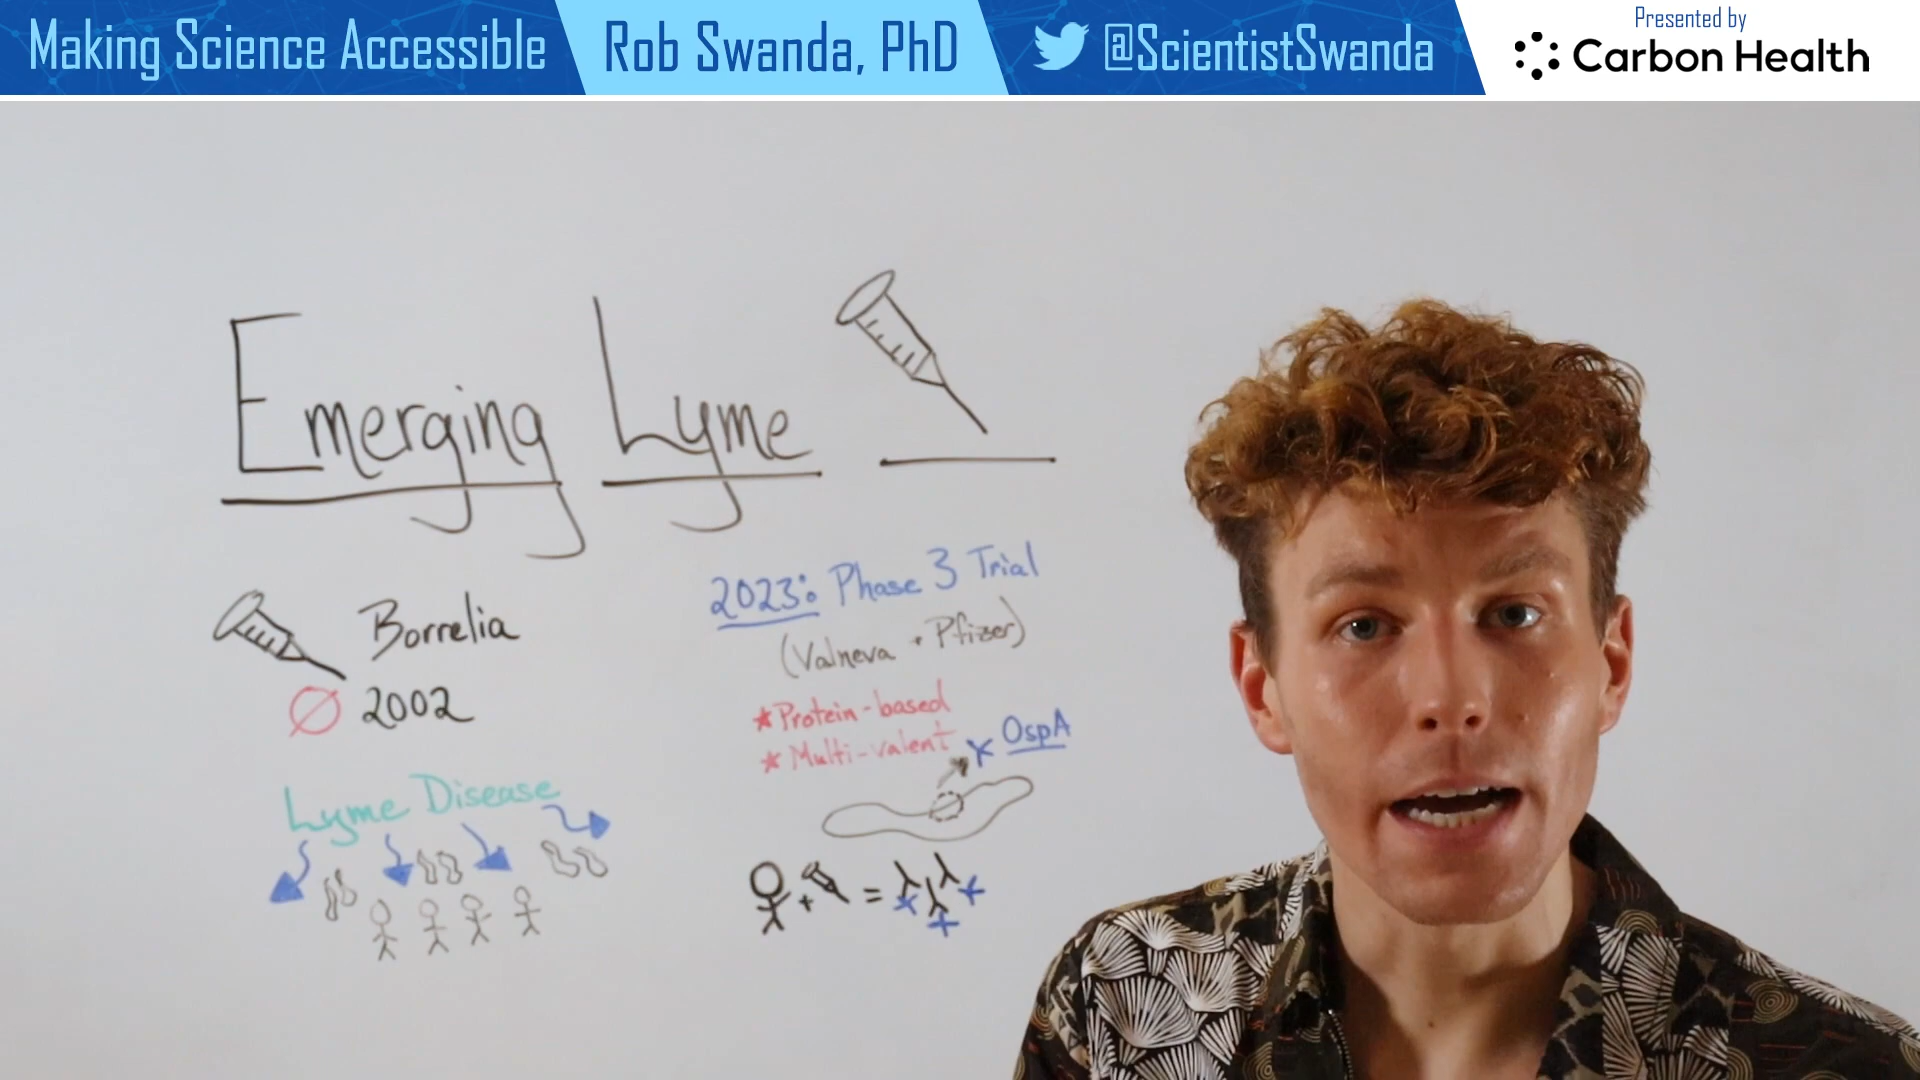 Making Science Accessible
Rob Swanda, PhD
@ScientistSwanda
Presented by
Carbon Health
Emerging Lyme
Borrelia
2002
Lyme Disease
2023: Phase 3 Trial
(Valneva + Pfizer)
* Protein-based
* Multi-valent
OspA
+ =